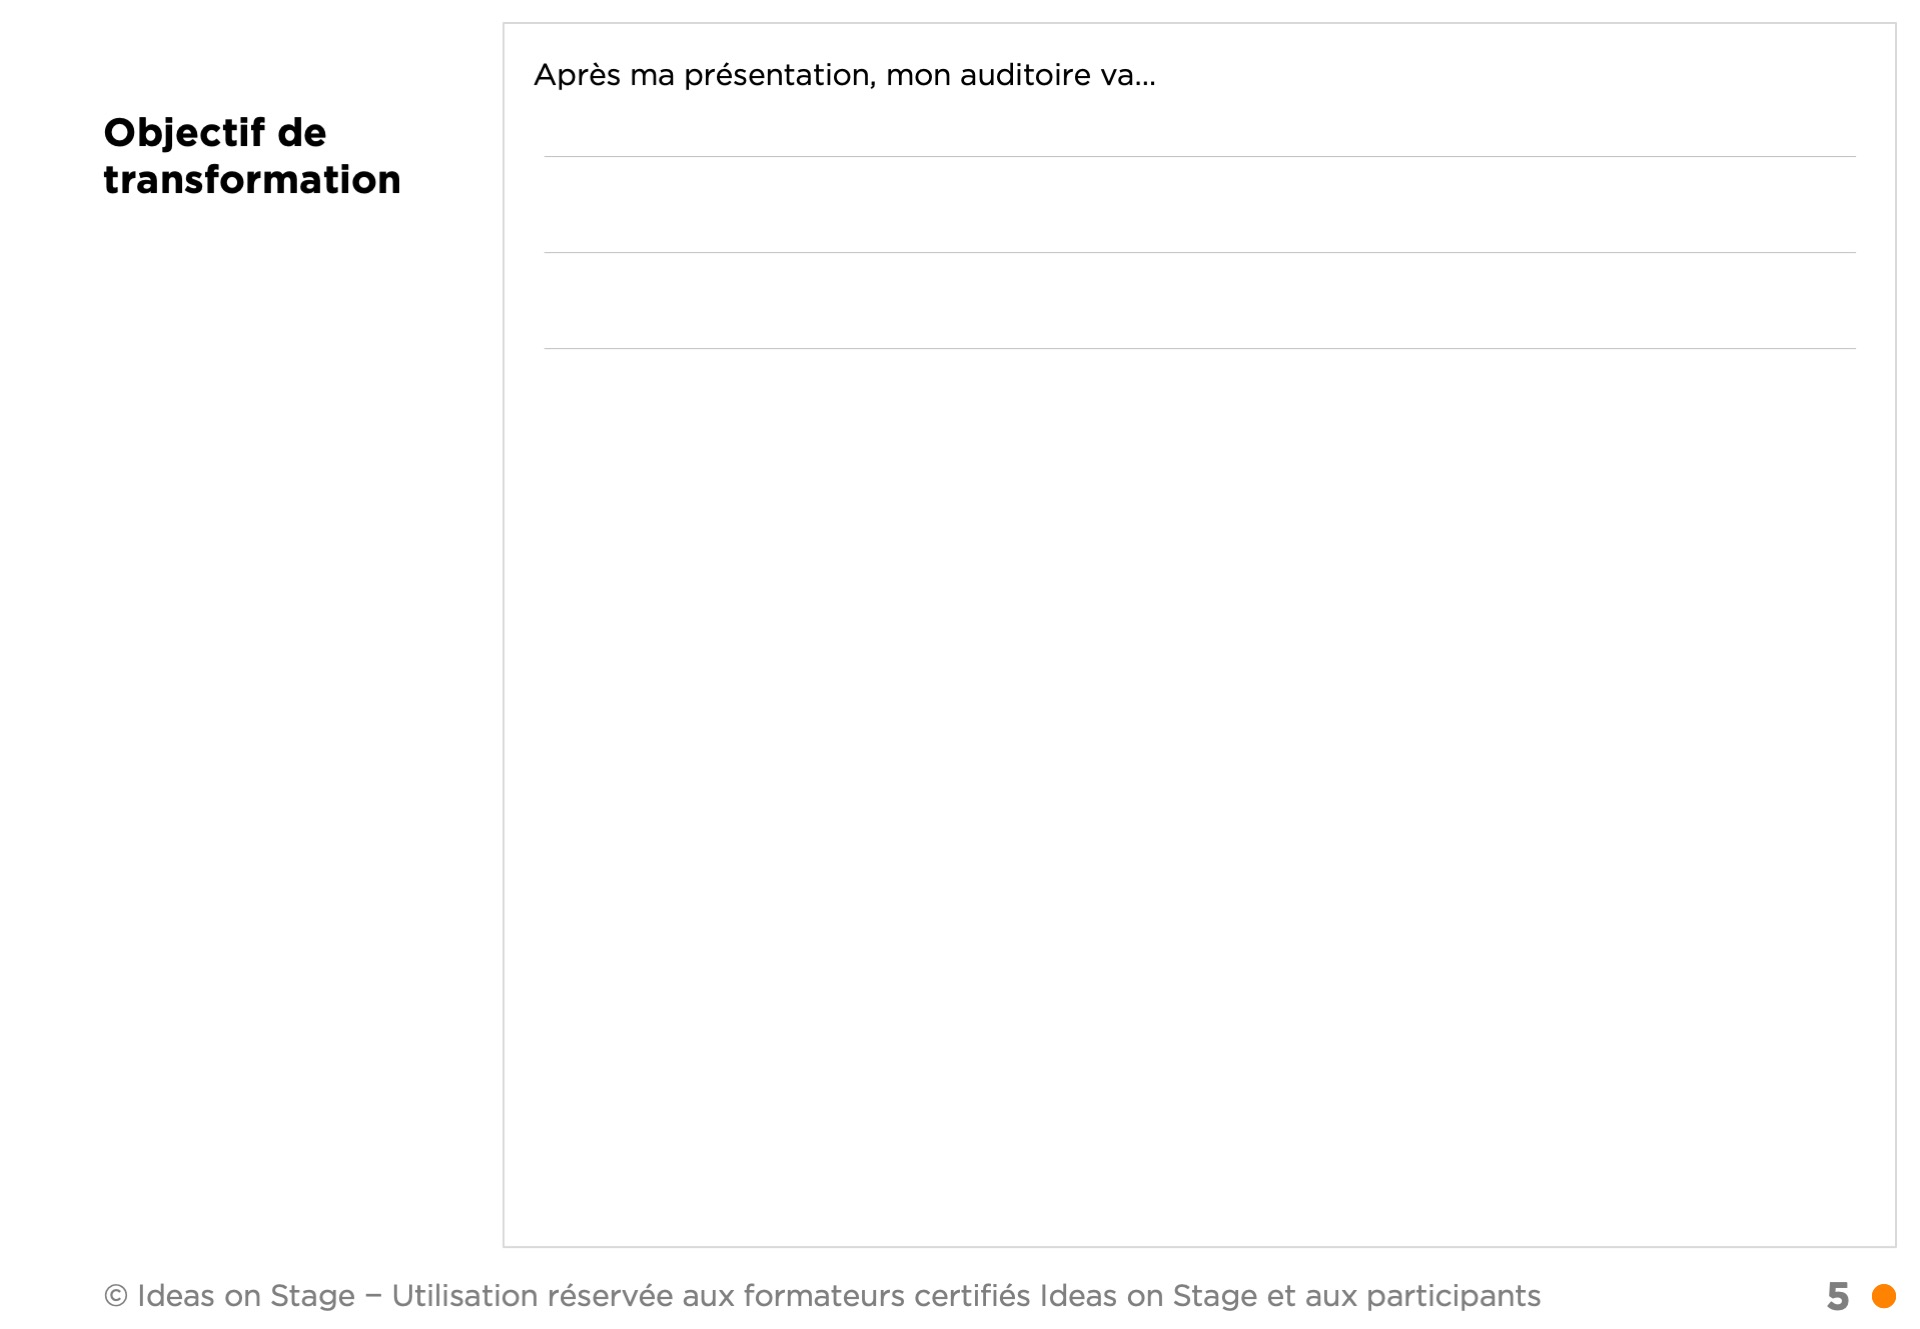 Objectif de
transformation
Après ma présentation, mon auditoire va...
© Ideas on Stage – Utilisation réservée aux formateurs certifiés Ideas on Stage et aux participants
5